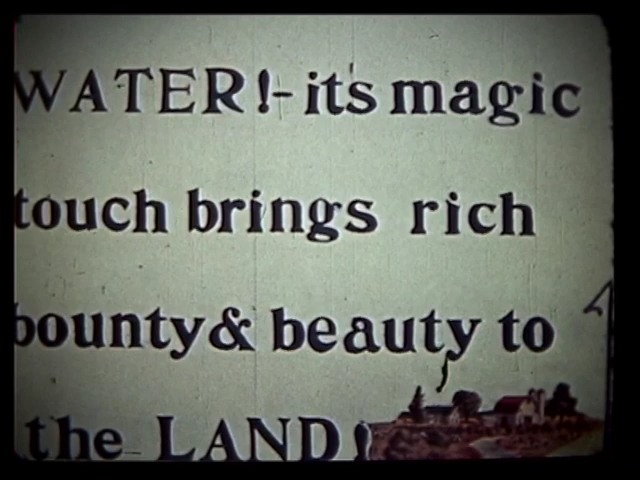 WATER!-its magic
touch brings rich
bounty & beauty to
the LAND!